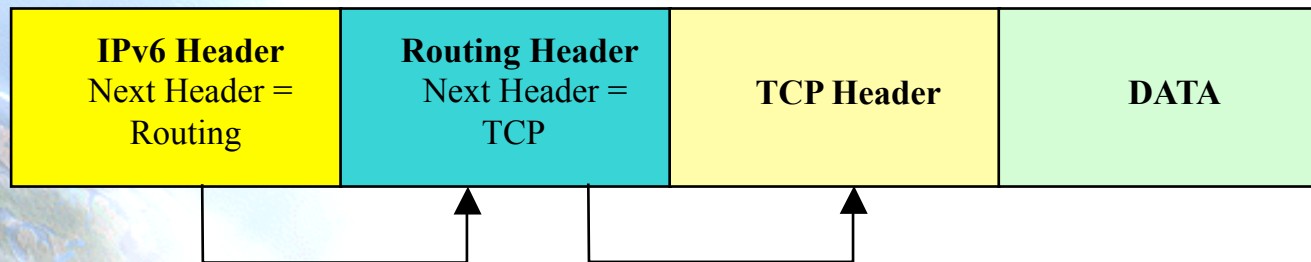 IPv6 Header
Next Header =
Routing
Routing Header
Next Header =
TCP
TCP Header
DATA